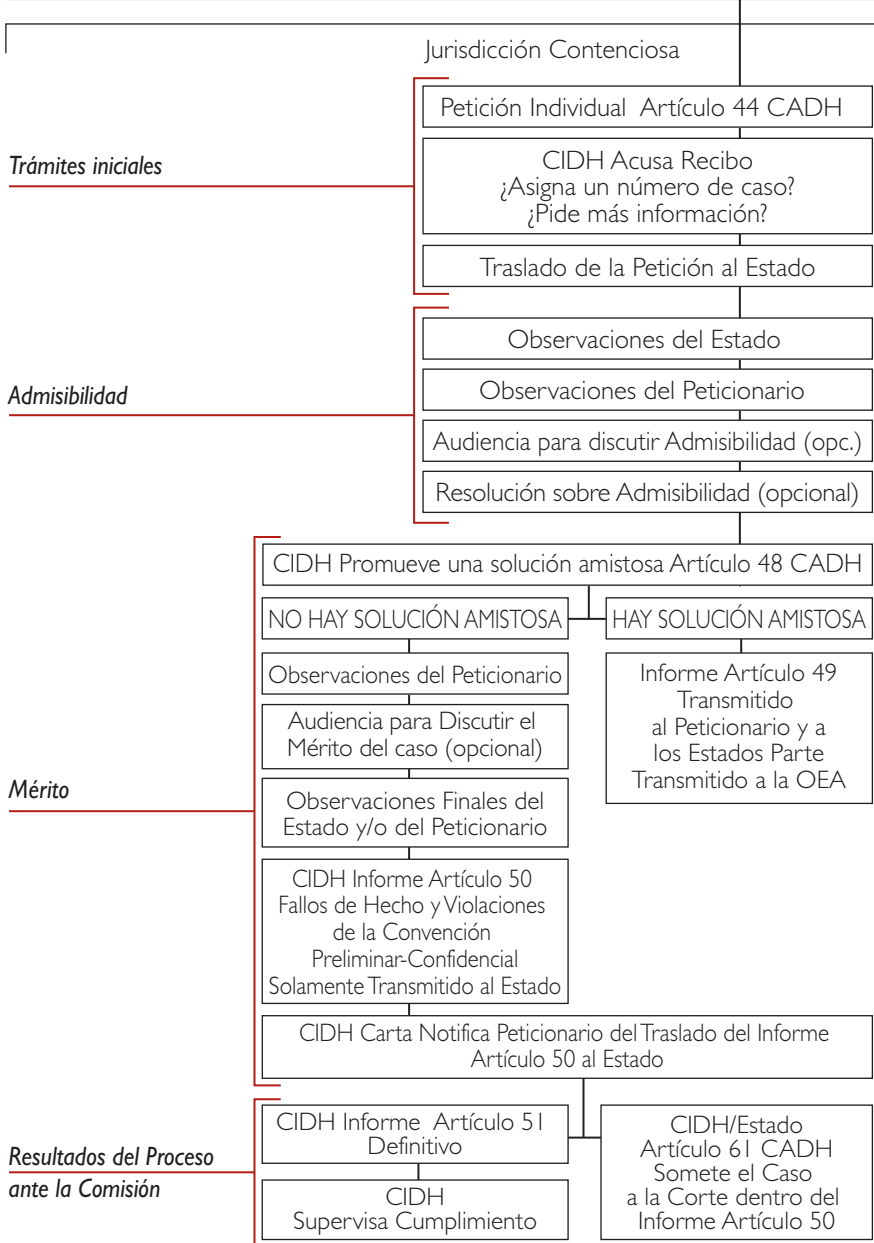 Jurisdicción Contenciosa
Trámites iniciales
Petición Individual Artículo 44 CADH
CIDH Acusa Recibo
¿Asigna un número de caso?
¿Pide más información?
Traslado de la Petición al Estado
Admisibilidad
Observaciones del Estado
Observaciones del Peticionario
Audiencia para discutir Admisibilidad (opc.)
Resolución sobre Admisibilidad (opcional)
Mérito
CIDH Promueve una solución amistosa Artículo 48 CADH
NO HAY SOLUCIÓN AMISTOSA
Observaciones del Peticionario
Audiencia para Discutir el
Mérito del caso (opcional)
Observaciones Finales del
Estado y/o del Peticionario
CIDH Informe Artículo 50
Fallos de Hecho y Violaciones
de la Convención
Preliminar-Confidencial
Solamente Transmitido al Estado
HAY SOLUCIÓN AMISTOSA
Informe Artículo 49
Transmitido
al Peticionario y a
los Estados Parte
Transmitido a la OEA
CIDH Carta Notifica Peticionario del Traslado del Informe
Artículo 50 al Estado
Resultados del Proceso
ante la Comisión
CIDH Informe Artículo 51
Definitivo
CIDH
Supervisa Cumplimiento
CIDH/Estado
Artículo 61 CADH
Somete el Caso
a la Corte dentro del
Informe Artículo 50